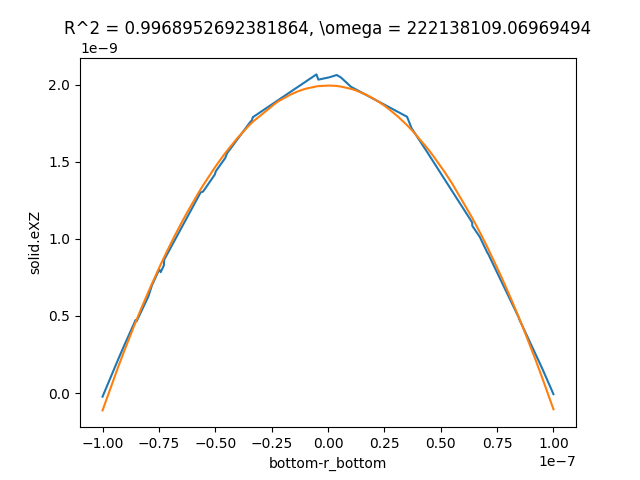 R^2 = 0.9968952692381864, \omega = 222138109.06969494
1e−9
2.0
1.5
1.0
0.5
0.0
solid.eXZ
−1.00 −0.75 −0.50 −0.25 0.00 0.25 0.50 0.75 1.00
1e−7
bottom-r_bottom